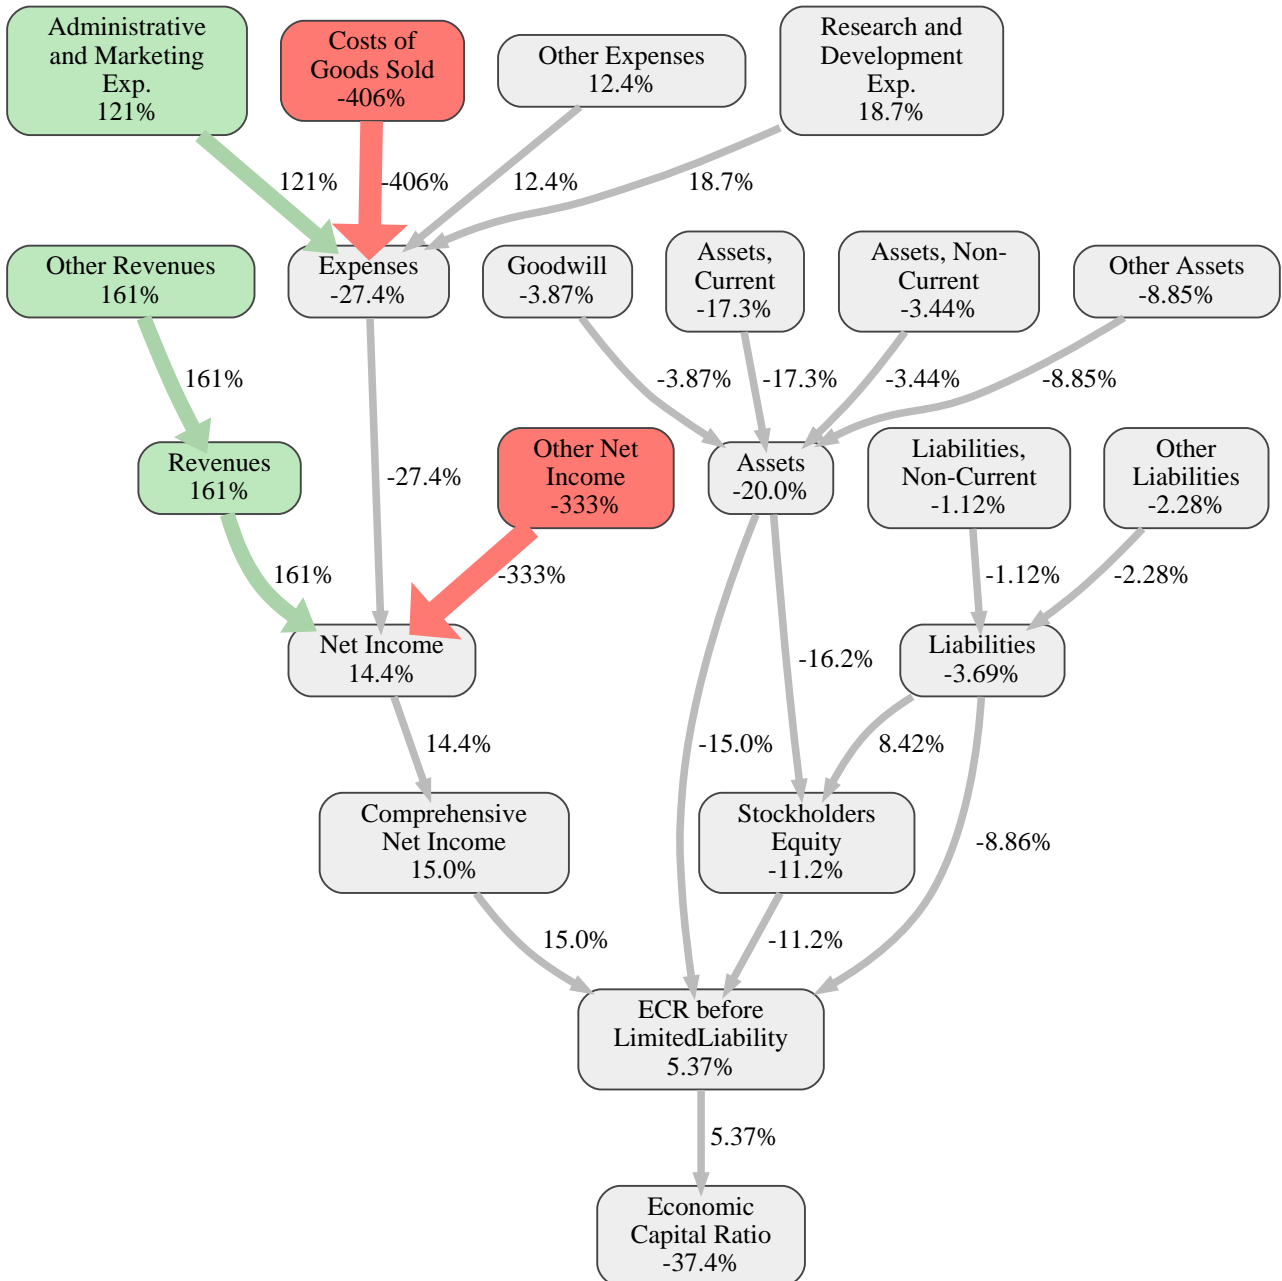 Administrative
and Marketing
Exp.
121%
Costs of
Goods Sold
-406%
Other Expenses
12.4%
Research and
Development
Exp.
18.7%
121%
-406%
12.4%
18.7%
Other Revenues
161%
Expenses
-27.4%
Goodwill
-3.87%
Assets,
Current
-17.3%
Assets, Non-
Current
-3.44%
Other Assets
-8.85%
161%
-3.87%
-17.3%
-3.44%
-8.85%
Revenues
161%
-27.4%
Other Net
Income
-333%
Assets
-20.0%
Liabilities,
Non-Current
-1.12%
Other
Liabilities
-2.28%
161%
-333%
-1.12%
-2.28%
Net Income
14.4%
-16.2%
Liabilities
-3.69%
14.4%
-15.0%
8.42%
Comprehensive
Net Income
15.0%
Stockholders
Equity
-11.2%
-8.86%
15.0%
-11.2%
ECR before
LimitedLiability
5.37%
5.37%
Economic
Capital Ratio
-37.4%